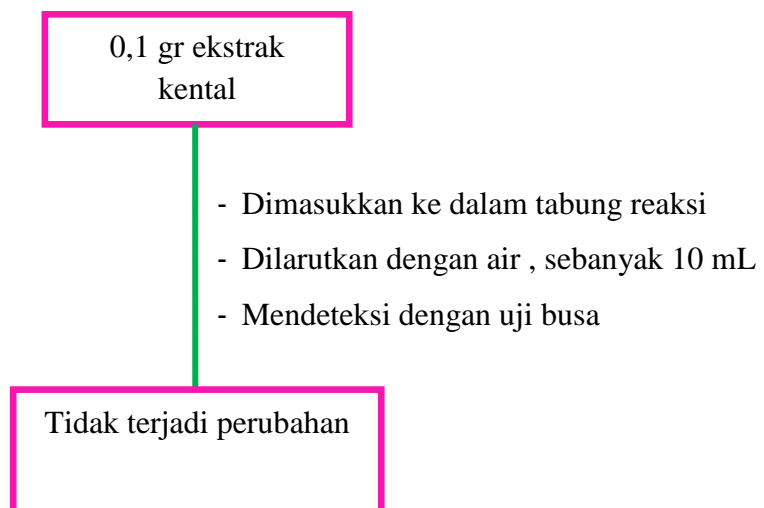 0,1 gr ekstrak
kental
- Dimasukkan ke dalam tabung reaksi
- Dilarutkan dengan air , sebanyak 10 mL
- Mendeteksi dengan uji busa
Tidak terjadi perubahan